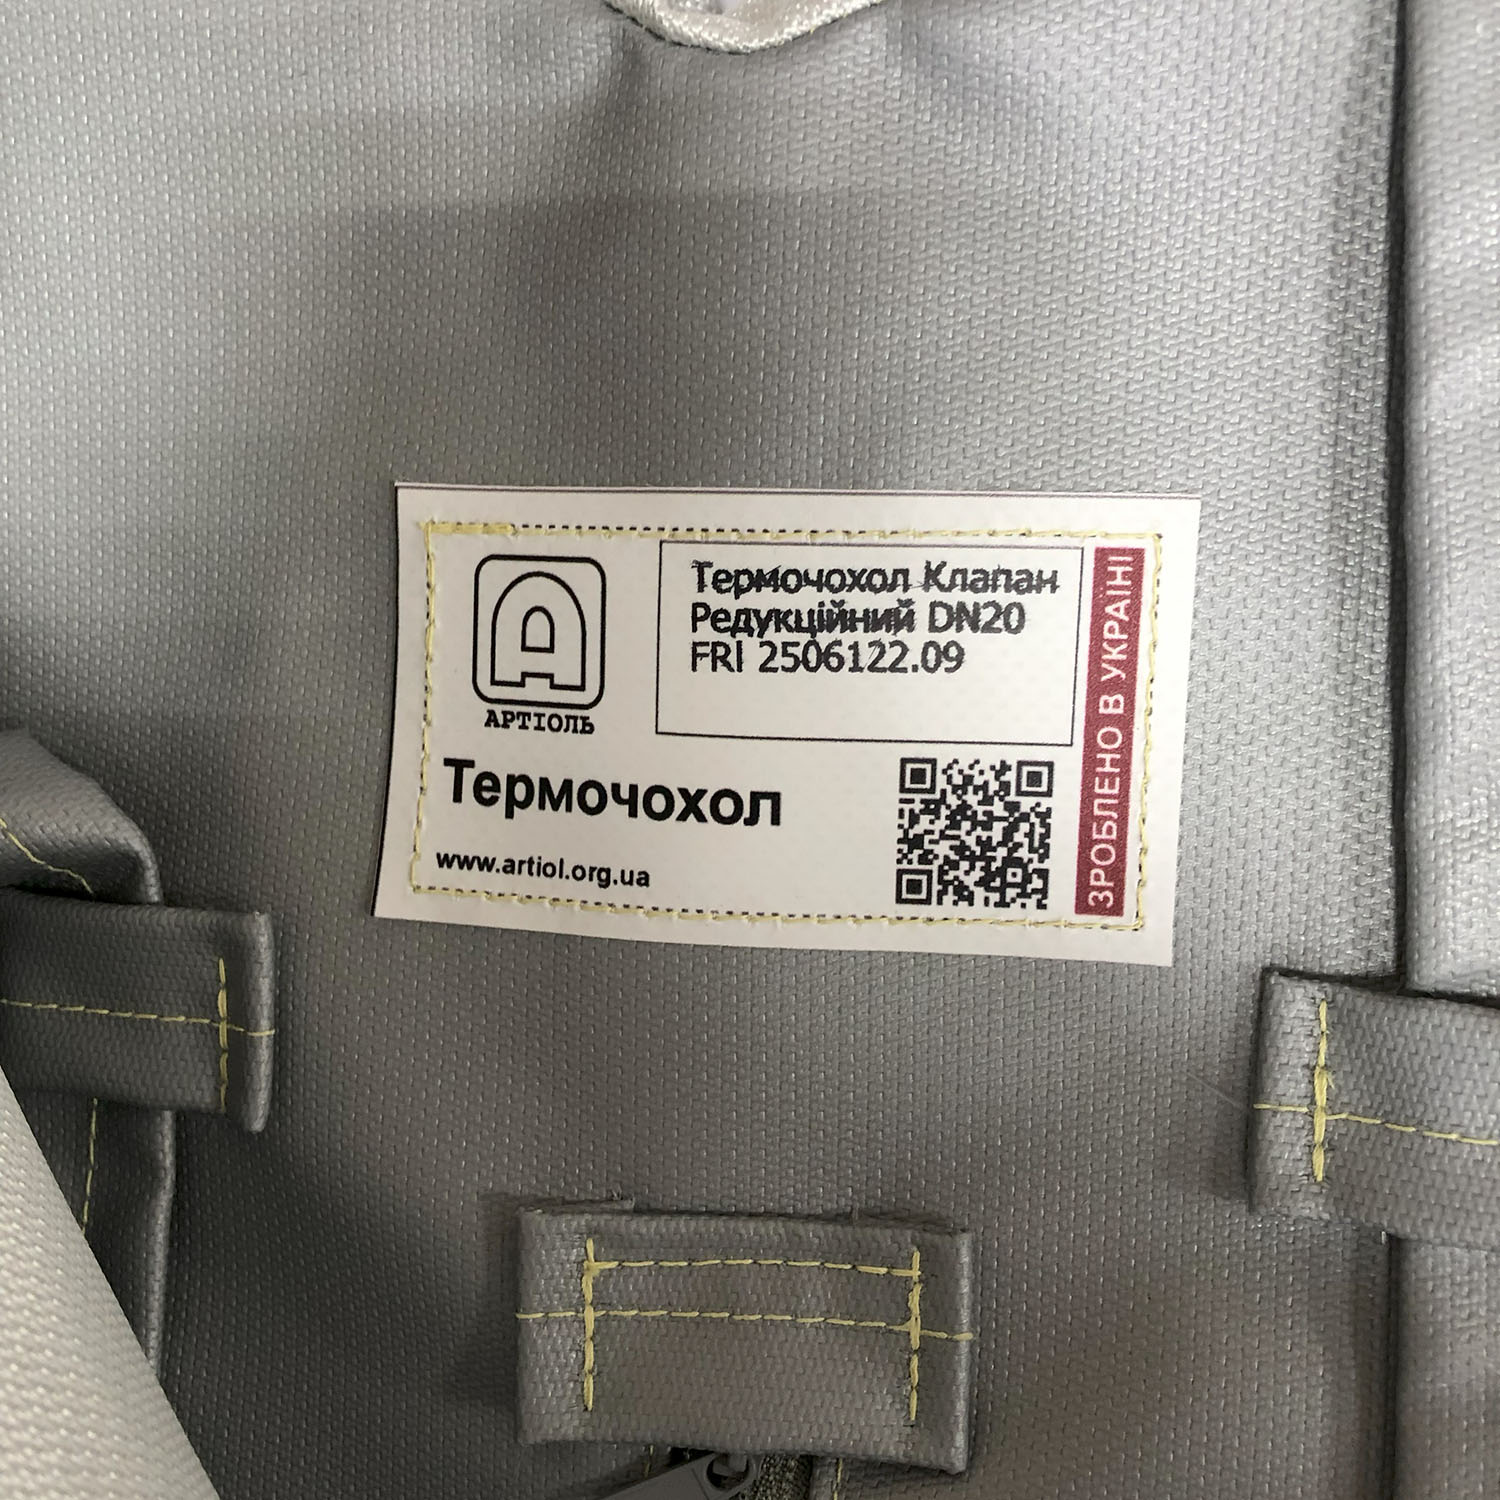 Термочохол Клапан
Редукційний DN20
FRI 2506122.09
АРТІОЛЬ
Термочохол
www.artiol.org.ua
ЗРОБЛЕНО В УКРАЇНІ